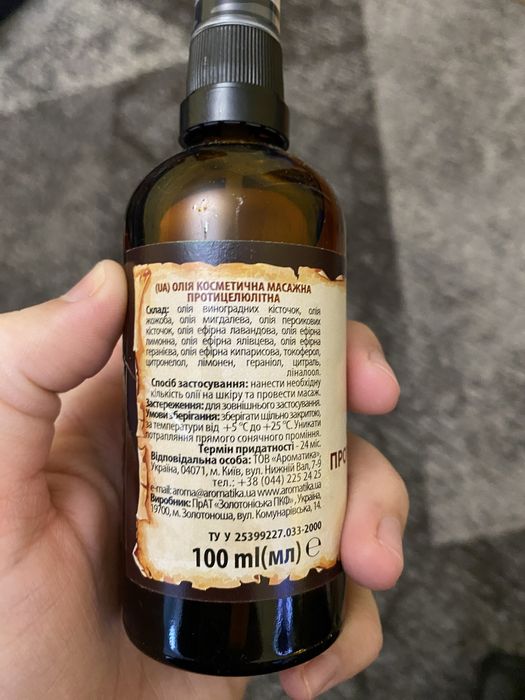 (UA) ОЛІЯ КОСМЕТИЧНА МАСАЖНА
ПРОТИЦЕЛЮЛІТНА
Склад: олія виноградних кісточок, олія
жожоба, олія мигдалева, олія персикових
кісточок, олія ефірна лавандова, олія ефірна
лимонна, олія ефірна ялівцева, олія ефірна
геранієва, олія ефірна кипарисова, токоферол,
цитронелол, лімонен, гераніол, цитраль,
ліналоол.
Спосіб застосування: нанести необхідну
кількість олії на шкіру та провести масаж.
Застереження: для зовнішнього застосування.
Умови зберігання: зберігати щільно закритою,
за температури від +5 °С до +25 °С. Уникати
потрапляння прямого сонячного проміння.
Термін придатності - 24 міс.
Відповідальна особа: ТОВ «Ароматика»,
Україна, 04071, м. Київ, вул. Нижній Вал, 7-9
тел.: +38 (044) 225 24 25
e-mail: aroma@aromatika.ua www.aromatika.ua
Виробник: ПрАТ «Золотоніська ПКФ», Україна,
19700, м. Золотоноша, вул. Комунарівська, 14.
ТУ У 25399227.033-2000
100 ml(мл) ℮
ПРО